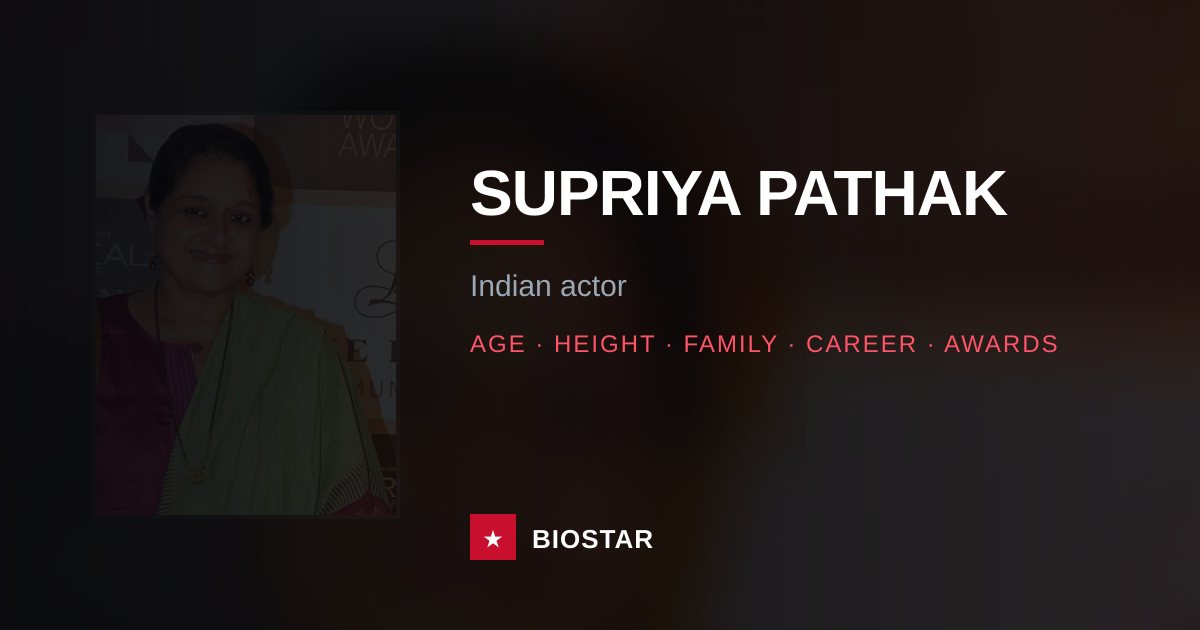 SUPRIYA PATHAK
Indian actor
AGE · HEIGHT · FAMILY · CAREER · AWARDS
BIOSTAR